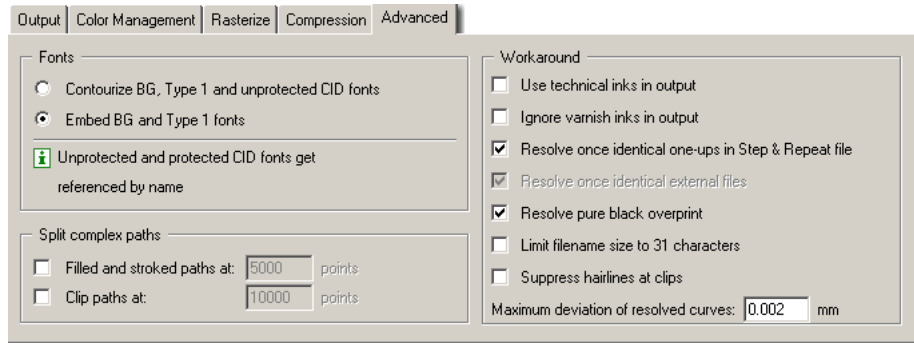 Output Color Management Rasterize Compression Advanced
Fonts
Contourize BG, Type 1 and unprotected CID fonts
Embed BG and Type 1 fonts
Unprotected and protected CID fonts get
referenced by name
Split complex paths
Filled and stroked paths at: 5000 points
Clip paths at: 10000 points
Workaround
Use technical inks in output
Ignore varnish inks in output
Resolve once identical one-ups in Step & Repeat file
Resolve once identical external files
Resolve pure black overprint
Limit filename size to 31 characters
Suppress hairlines at clips
Maximum deviation of resolved curves: 0.002 mm